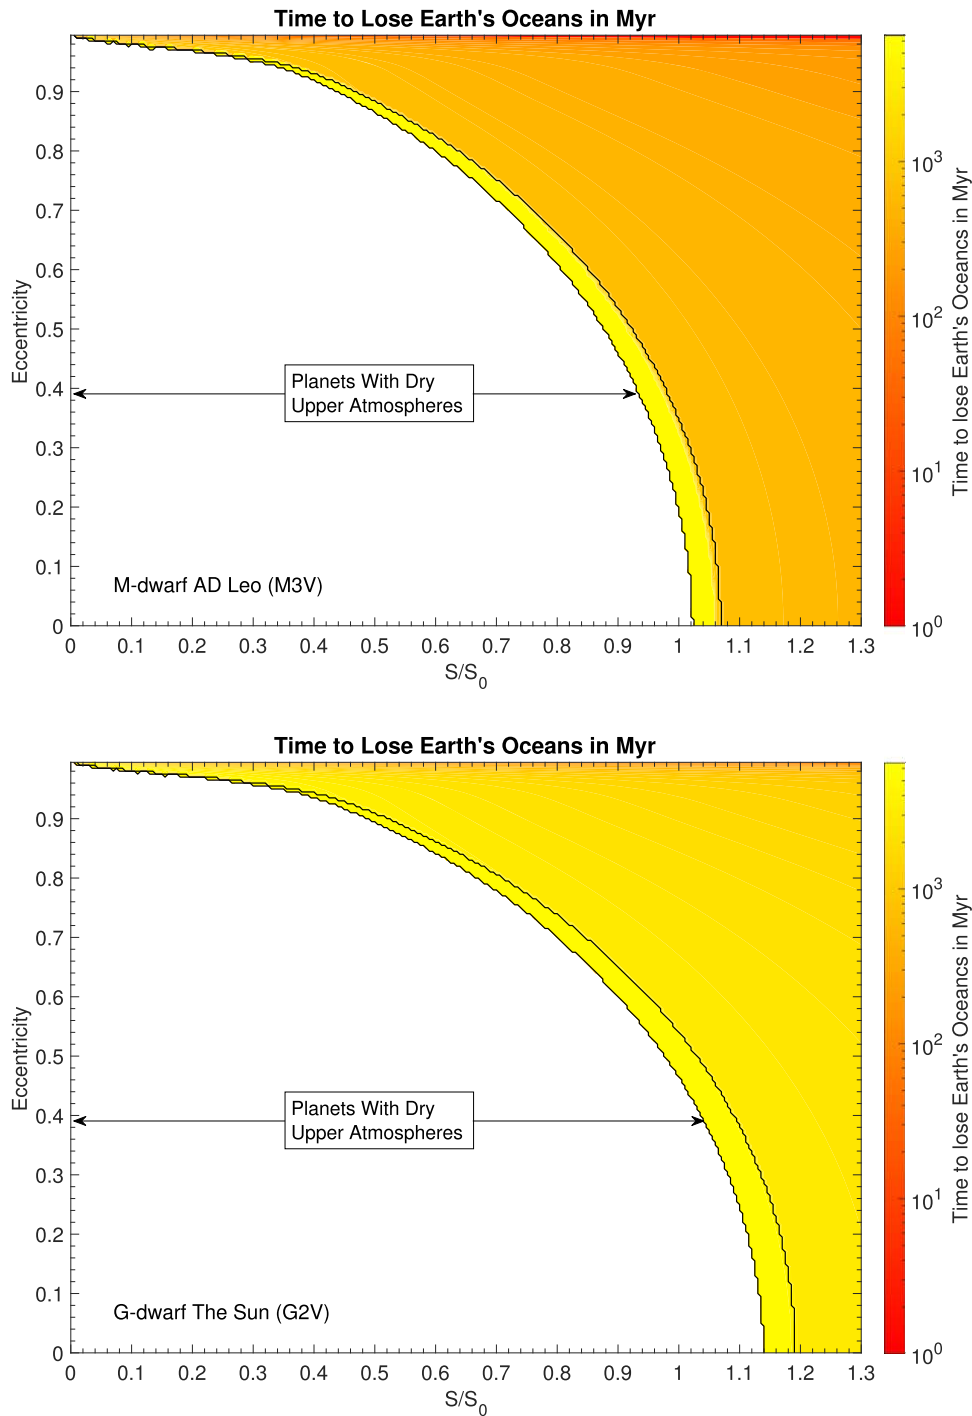 Time to Lose Earth's Oceans in Myr
0.9
0.8
0.7
0.6
0.5
0.4
0.3
0.2
0.1
0
Eccentricity
Planets With Dry
Upper Atmospheres
M-dwarf AD Leo (M3V)
0 0.1 0.2 0.3 0.4 0.5 0.6 0.7 0.8 0.9 1 1.1 1.2 1.3
S/S₀
10³
10²
10¹
10⁰
Time to lose Earth's Oceancs in Myr
Time to Lose Earth's Oceans in Myr
0.9
0.8
0.7
0.6
0.5
0.4
0.3
0.2
0.1
0
Eccentricity
Planets With Dry
Upper Atmospheres
G-dwarf The Sun (G2V)
0 0.1 0.2 0.3 0.4 0.5 0.6 0.7 0.8 0.9 1 1.1 1.2 1.3
S/S₀
10³
10²
10¹
10⁰
Time to lose Earth's Oceancs in Myr